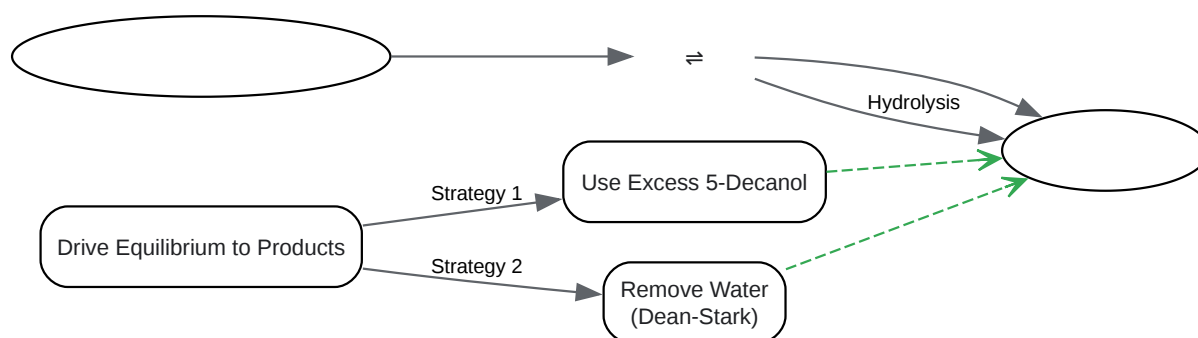 ⇌
Hydrolysis
Strategy 1
Use Excess 5-Decanol
Drive Equilibrium to Products
Strategy 2
Remove Water
(Dean-Stark)